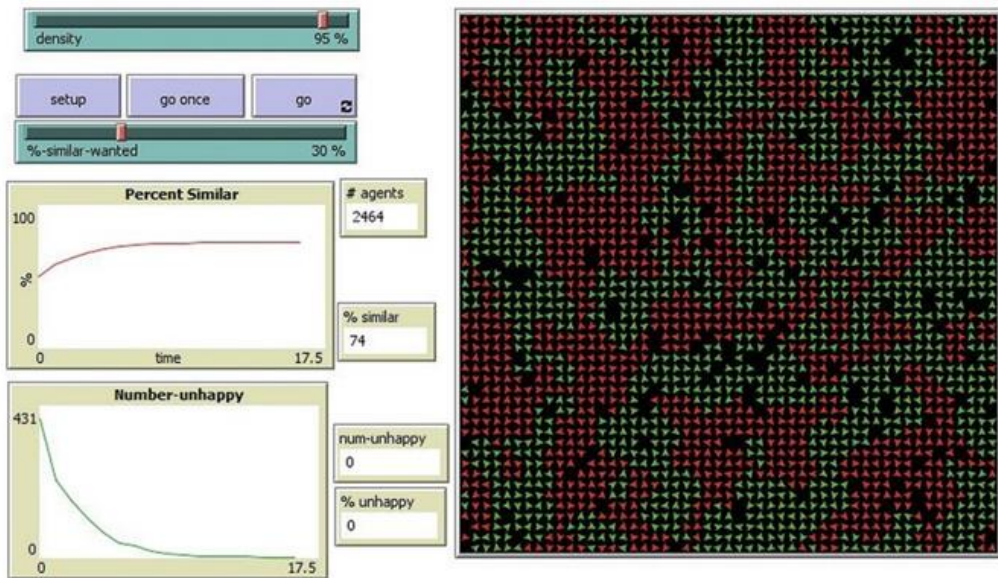 density 95 %
setup go once go
%-similar-wanted 30 %
Percent Similar
100
%
0
0 time 17.5
# agents
2464
% similar
74
Number-unhappy
431
0
0 17.5
num-unhappy
0
% unhappy
0